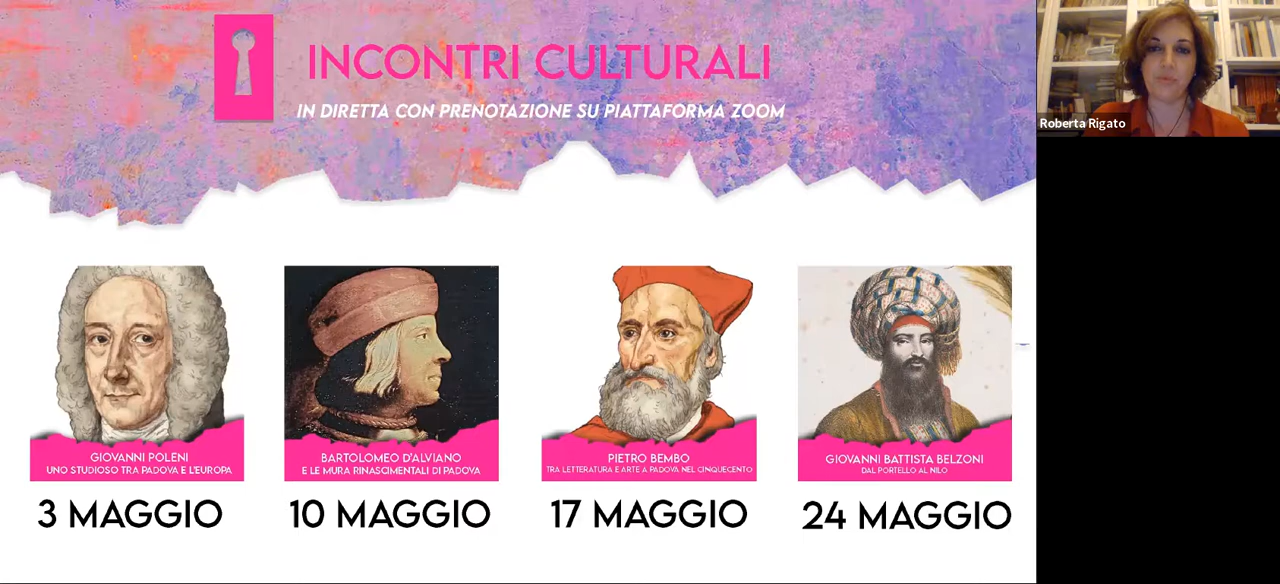 INCONTRI CULTURALI
IN DIRETTA CON PRENOTAZIONE SU PIATTAFORMA ZOOM
Roberta Rigato
GIOVANNI POLENI
UNO STUDIOSO TRA PADOVA E L'EUROPA
3 MAGGIO
BARTOLOMEO D'ALVIANO
E LE MURA RINASCIMENTALI DI PADOVA
10 MAGGIO
PIETRO BEMBO
TRA LETTERATURA E ARTE A PADOVA NEL CINQUECENTO
17 MAGGIO
GIOVANNI BATTISTA BELZONI
DAL PORTELLO AL NILO
24 MAGGIO